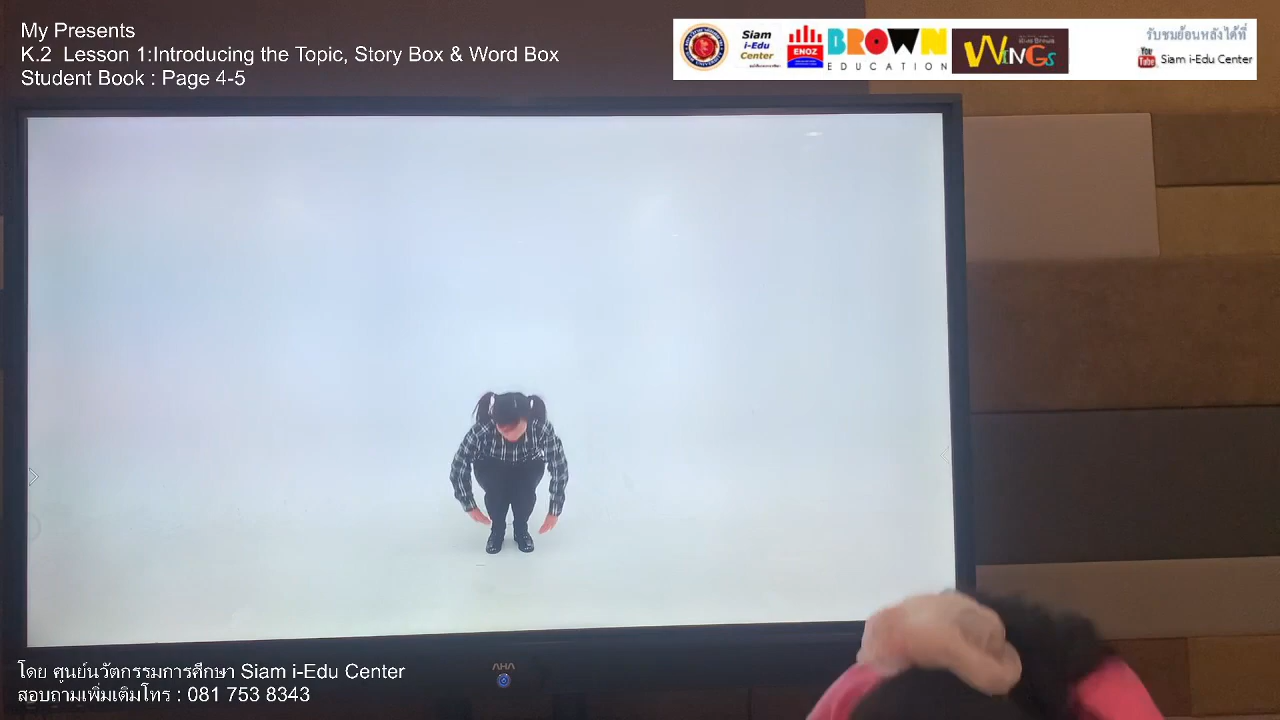 My Presents
K.2 Lesson 1:Inroducing the Topic, Story Box & Word Box
Student Book : Page 4-5
Siam
i-Edu
Center
ENOZ
BROWN
EDUCATION
WiNGs
รับชมย้อนหลังได้ที่
You
Tube
Siam i-Edu Center
AHA
โดย ศูนย์นวัตกรรมการศึกษา Siam i-Edu Center
สอบถามเพิ่มเติมโทร : 081 753 8343